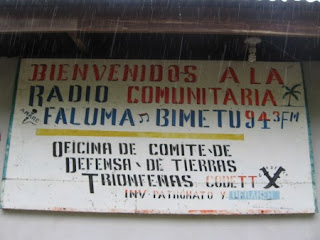 BIENVENIDOS A LA
RADIO COMUNITARIA
FALUMA BIMETU 94.3 FM
OFICINA DE COMITE DE
DEFENSA DE TIERRAS
TRIONFEÑAS CODETT
INV PATRONATO Y